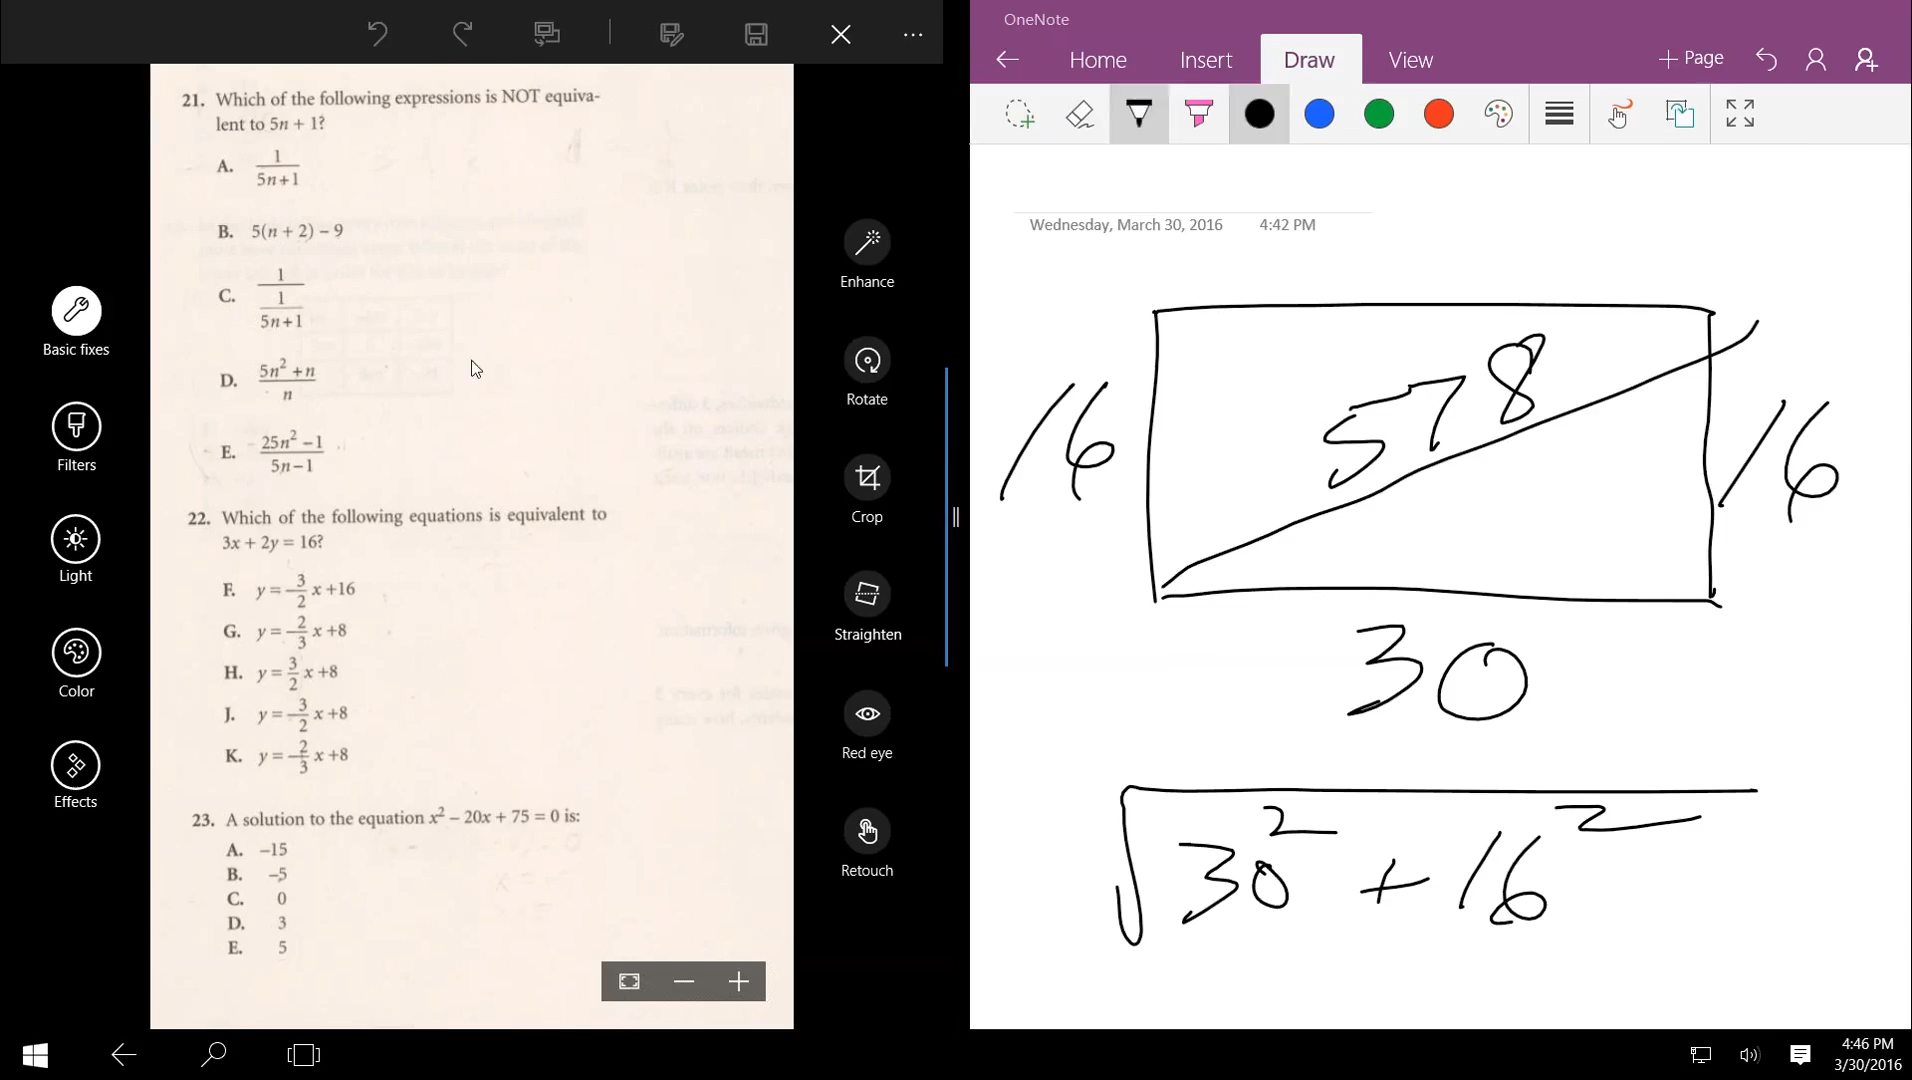 21. Which of the following expressions is NOT equiva-
lent to 5n + 1?
A. 1/(5n+1)
B. 5(n + 2) – 9
C. 1/(1/(5n+1))
D. (5n² + n)/n
E. (25n² – 1)/(5n – 1)
22. Which of the following equations is equivalent to
3x + 2y = 16?
F. y = –3/2 x +16
G. y = –2/3 x +8
H. y = 3/2 x +8
J. y = –3/2 x +8
K. y = –2/3 x +8
23. A solution to the equation x² – 20x + 75 = 0 is:
A. –15
B. –5
C. 0
D. 3
E. 5
Basic fixes
Filters
Light
Color
Effects
Enhance
Rotate
Crop
Straighten
Red eye
Retouch
OneNote
Home Insert Draw View + Page
Wednesday, March 30, 2016 4:42 PM
16 578 16
30
√30² + 16²
4:46 PM
3/30/2016